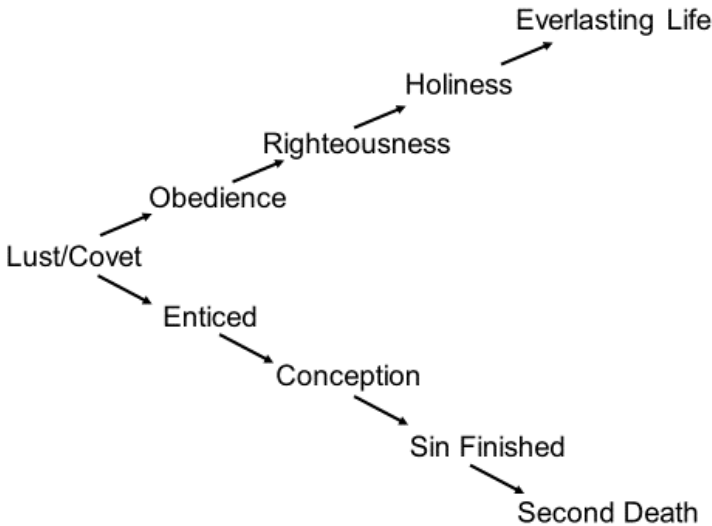 Everlasting Life
Holiness
Righteousness
Obedience
Lust/Covet
Enticed
Conception
Sin Finished
Second Death